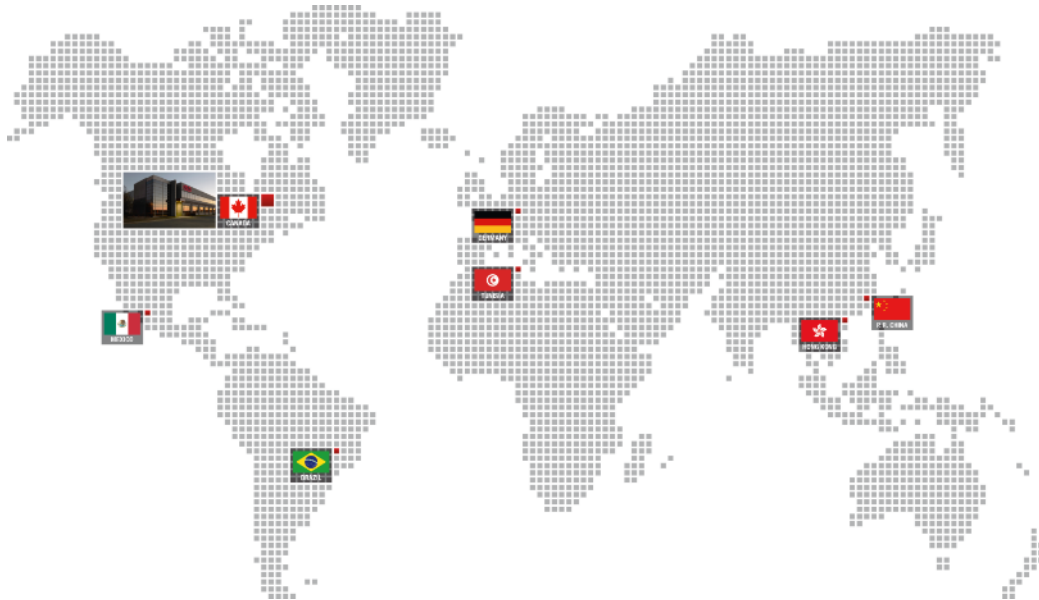 CANADA
GERMANY
TUNISIA
MEXICO
P.R. CHINA
HONG KONG
BRAZIL